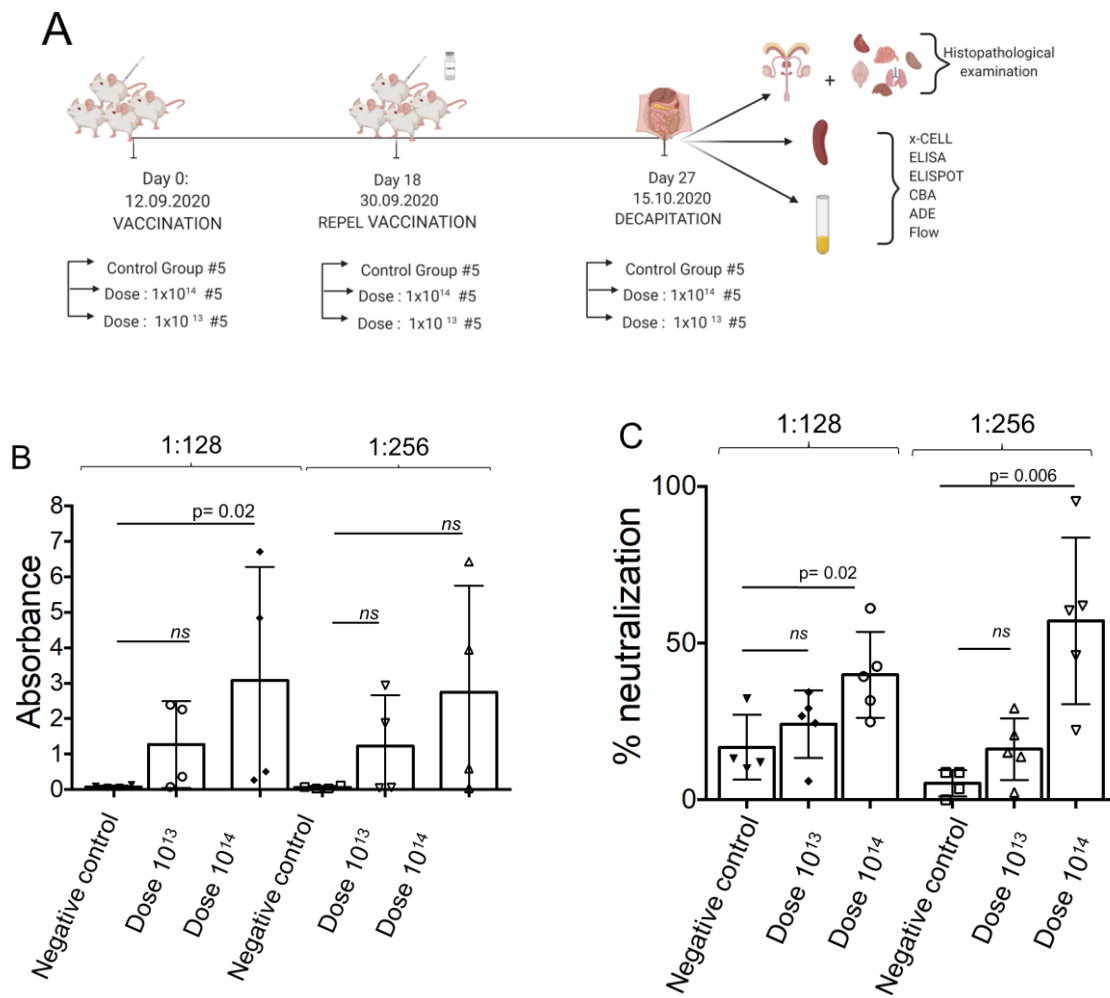 A
Histopathological
examination
x-CELL
ELISA
ELISPOT
CBA
ADE
Flow
Day 0:
12.09.2020
VACCINATION
Day 18
30.09.2020
REPEL VACCINATION
Day 27
15.10.2020
DECAPITATION
Control Group #5
Dose : 1x10¹⁴ #5
Dose : 1x10 ¹³ #5
Control Group #5
Dose : 1x10¹⁴ #5
Dose : 1x10 ¹³ #5
Control Group #5
Dose : 1x10¹⁴ #5
Dose : 1x10 ¹³ #5
+
B
1:128
1:256
Absorbance
8
7
6
5
4
3
2
1
0
p= 0.02
ns
ns
ns
Negative control
Dose 10¹³
Dose 10¹⁴
Negative control
Dose 10¹³
Dose 10¹⁴
C
1:128
1:256
% neutralization
100
50
0
p= 0.02
ns
p= 0.006
ns
Negative control
Dose 10¹³
Dose 10¹⁴
Negative control
Dose 10¹³
Dose 10¹⁴